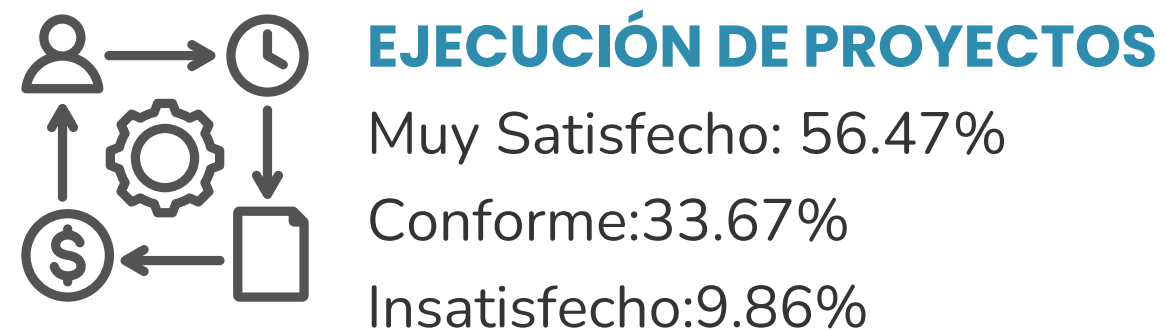 EJECUCIÓN DE PROYECTOS
Muy Satisfecho: 56.47%
Conforme:33.67%
Insatisfecho:9.86%
$